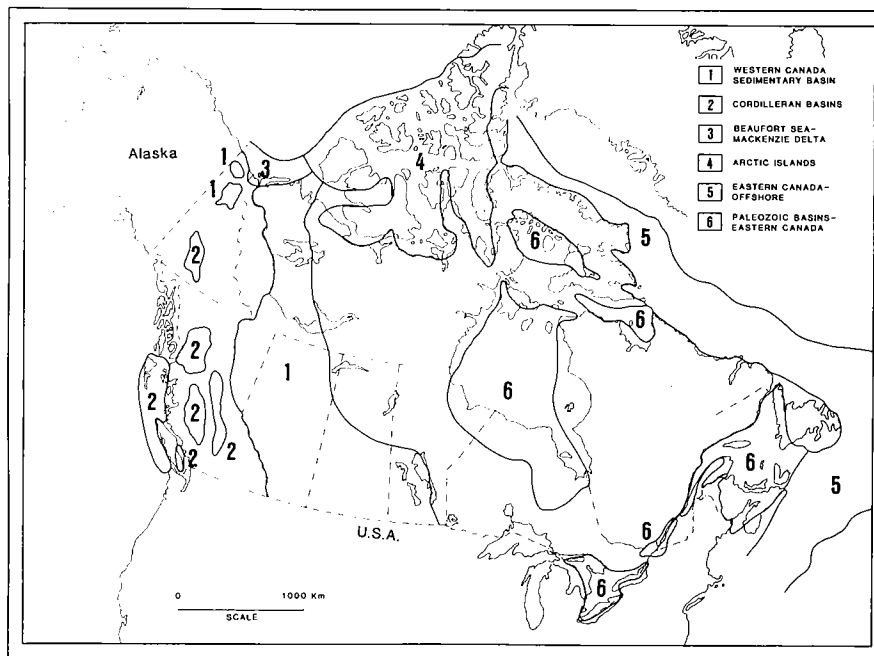 1 WESTERN CANADA
SEDIMENTARY BASIN
2 CORDILLERAN BASINS
3 BEAUFORT SEA-
MACKENZIE DELTA
4 ARCTIC ISLANDS
5 EASTERN CANADA-
OFFSHORE
6 PALEOZOIC BASINS-
EASTERN CANADA
Alaska
1
3
4
1
6
5
2
6
2
1
2
2
6
2
2
6
5
U.S.A.
6
6
0 1000 Km
SCALE